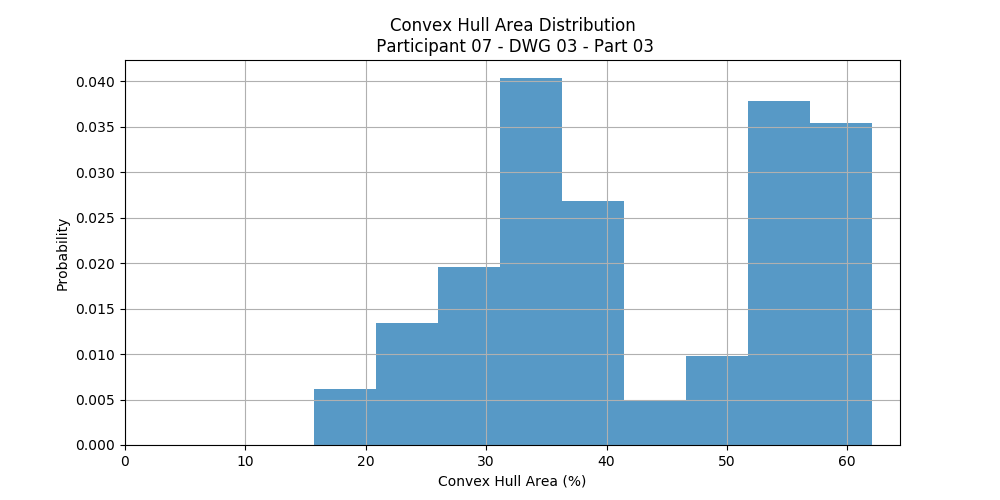 Convex Hull Area Distribution
Participant 07 - DWG 03 - Part 03
0.040
0.035
0.030
0.025
0.020
0.015
0.010
0.005
0.000
Probability
0 10 20 30 40 50 60
Convex Hull Area (%)